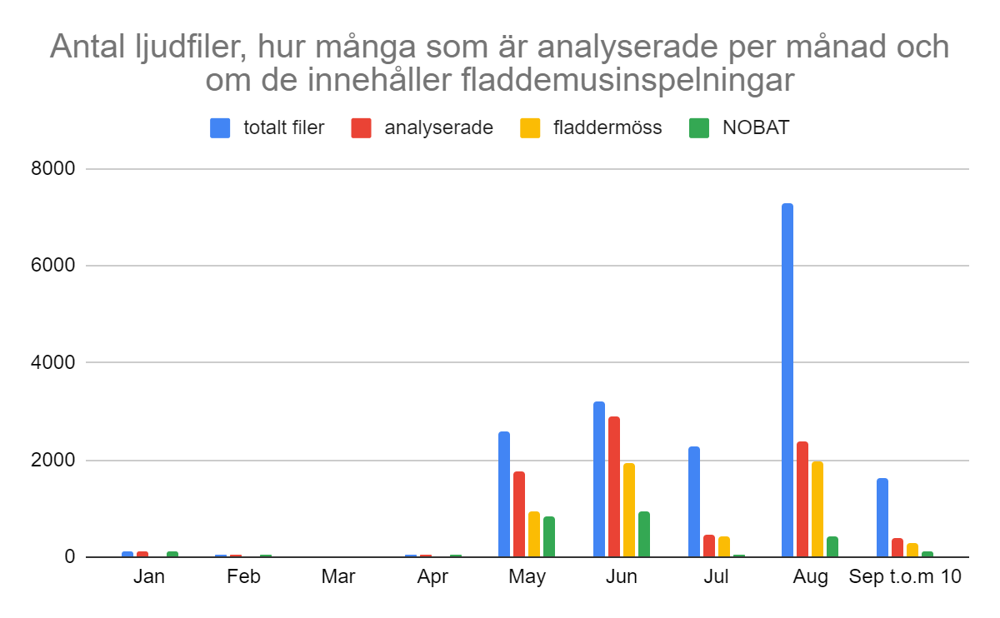 Antal ljudfiler, hur många som är analyserade per månad och
om de innehåller fladdemusinspelningar
totalt filer analyserade fladdermöss NOBAT
8000
6000
4000
2000
0
Jan Feb Mar Apr May Jun Jul Aug Sep t.o.m 10